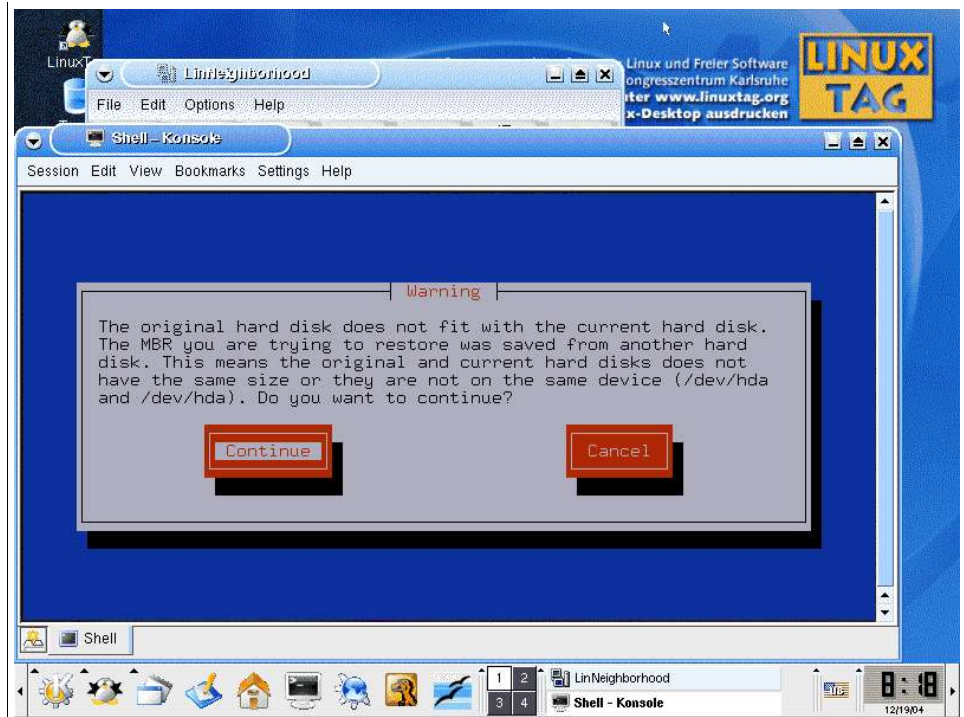 LINUX
TAG
Linux und Freier Software
ongresszentrum Karlsruhe
ter www.linuxtag.org
x-Desktop ausdrucken
LinNeighborhood
File Edit Options Help
Shell - Konsole
Session Edit View Bookmarks Settings Help
Warning
The original hard disk does not fit with the current hard disk.
The MBR you are trying to restore was saved from another hard
disk. This means the original and current hard disks does not
have the same size or they are not on the same device (/dev/hda
and /dev/hda). Do you want to continue?
Continue
Cancel
Shell
1 2
3 4
LinNeighborhood
Shell - Konsole
8:18
12/19/04